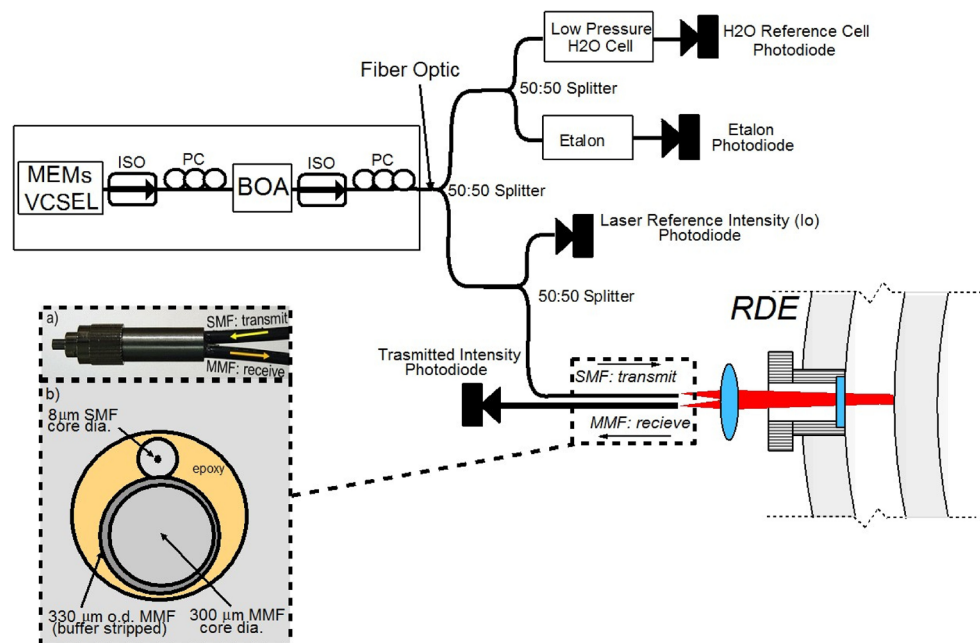 Low Pressure
H2O Cell
H2O Reference Cell
Photodiode
Fiber Optic
50:50 Splitter
Etalon
Etalon
Photodiode
MEMs
VCSEL
ISO
PC
BOA
ISO
PC
50:50 Splitter
Laser Reference Intensity (Io)
Photodiode
50:50 Splitter
RDE
Trasmitted Intensity
Photodiode
SMF: transmit
MMF: recieve
a)
SMF: transmit
MMF: receive
b)
8μm SMF
core dia.
epoxy
330 μm o.d. MMF
(buffer stripped)
300 μm MMF
core dia.